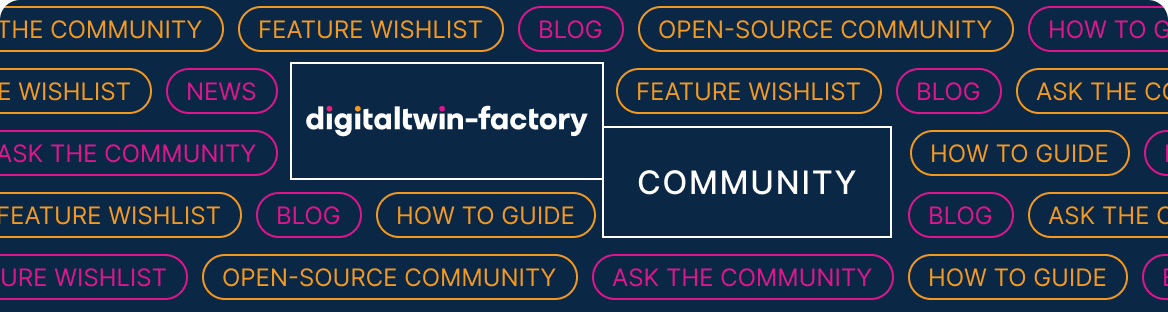 THE COMMUNITY FEATURE WISHLIST BLOG OPEN-SOURCE COMMUNITY HOW TO G
E WISHLIST NEWS FEATURE WISHLIST BLOG ASK THE CO
digitaltwin-factory
ASK THE COMMUNITY HOW TO GUIDE
COMMUNITY
FEATURE WISHLIST BLOG HOW TO GUIDE BLOG ASK THE C
URE WISHLIST OPEN-SOURCE COMMUNITY ASK THE COMMUNITY HOW TO GUIDE